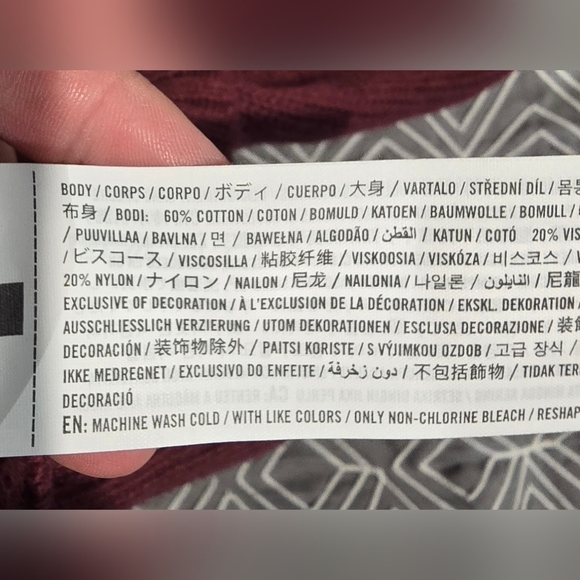 BODY / CORPS / CORPO / ボディ / CUERPO / 大身 / VARTALO / STŘEDNÍ DÍL / 몸통
布身 / BODI: 60% COTTON / COTON / BOMULD / KATOEN / BAUMWOLLE / BOMULL /
/ PUUVILLAA / BAVLNA / 면 / BAWEŁNA / ALGODÃO / القطن / KATUN / COTÓ 20% VIS
/ ビスコース / VISCOSILLA / 粘胶纤维 / VISKOOSIA / VISKÓZA / 비스코스 /
20% NYLON / ナイロン / NAILON / 尼龙 / NAILONIA / 나일론 / النايلون / 尼龍
EXCLUSIVE OF DECORATION / À L'EXCLUSION DE LA DÉCORATION / EKSKL. DEKORATION
AUSSCHLIESSLICH VERZIERUNG / UTOM DEKORATIONEN / ESCLUSA DECORAZIONE / 装飾
DECORACIÓN / 装饰物除外 / PAITSI KORISTE / S VÝJIMKOU OZDOB / 고급 장식 /
IKKE MEDREGNET / EXCLUSIVO DO ENFEITE / دون زخرفة / 不包括飾物 / TIDAK TER
DECORACIÓ
EN: MACHINE WASH COLD / WITH LIKE COLORS / ONLY NON-CHLORINE BLEACH / RESHAP